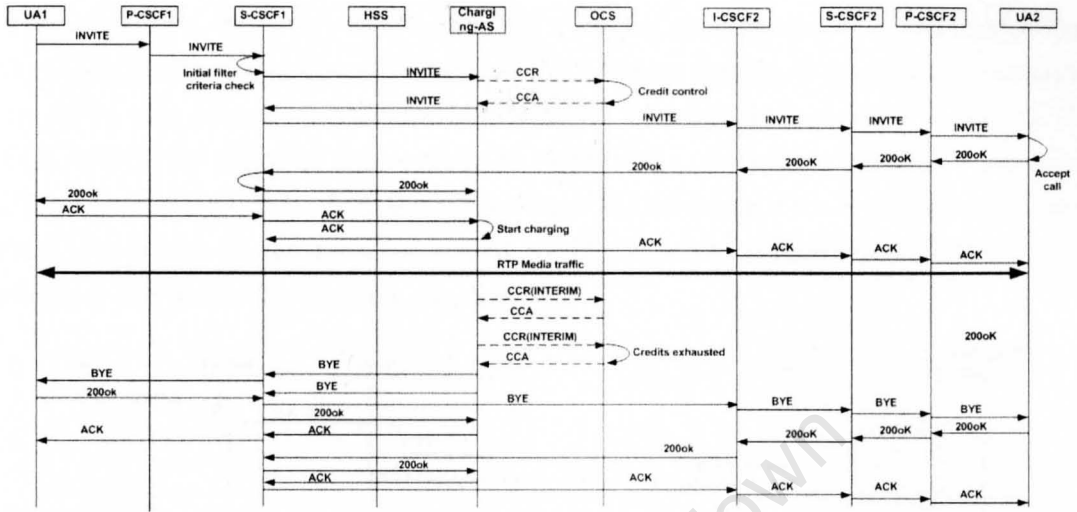 UA1 P-CSCF1 S-CSCF1 HSS Chargi OCS I-CSCF2 S-CSCF2 P-CSCF2 UA2
ng-AS
INVITE
INVITE
Initial filter
criteria check
INVITE CCR
Credit control
INVITE CCA
INVITE INVITE INVITE INVITE
200ok 200oK 200oK 200oK
Accept
call
200ok
200ok
ACK
ACK
ACK Start charging
ACK ACK ACK ACK
RTP Media traffic
CCR(INTERIM)
CCA
200oK
CCR(INTERIM)
Credits exhausted
CCA
BYE
BYE
BYE
200ok
BYE BYE BYE BYE
200ok
ACK ACK
200oK 200oK 200oK
200ok
200ok
ACK ACK
ACK ACK ACK
own